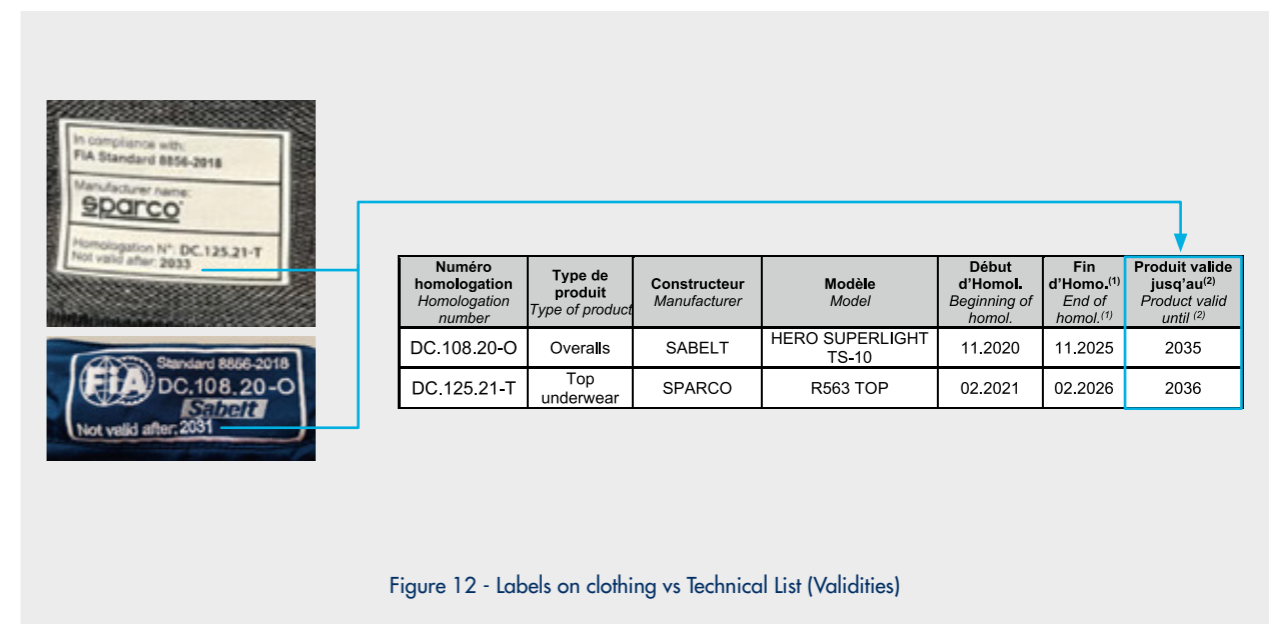 In compliance with:
FIA Standard 8856-2018
Manufacturer name:
sparco
Homologation N°: DC.125.21-T
Not valid after: 2033
Standard 8856-2018
FIA DC.108.20-O
Sabelt
Not valid after: 2031
Numéro homologation Homologation number | Type de produit Type of product | Constructeur Manufacturer | Modèle Model | Début d'Homol. Beginning of homol. | Fin d'Homo.(1) End of homol.(1) | Produit valide jusq'au(2) Product valid until (2)
DC.108.20-O | Overalls | SABELT | HERO SUPERLIGHT TS-10 | 11.2020 | 11.2025 | 2035
DC.125.21-T | Top underwear | SPARCO | R563 TOP | 02.2021 | 02.2026 | 2036
Figure 12 - Labels on clothing vs Technical List (Validities)